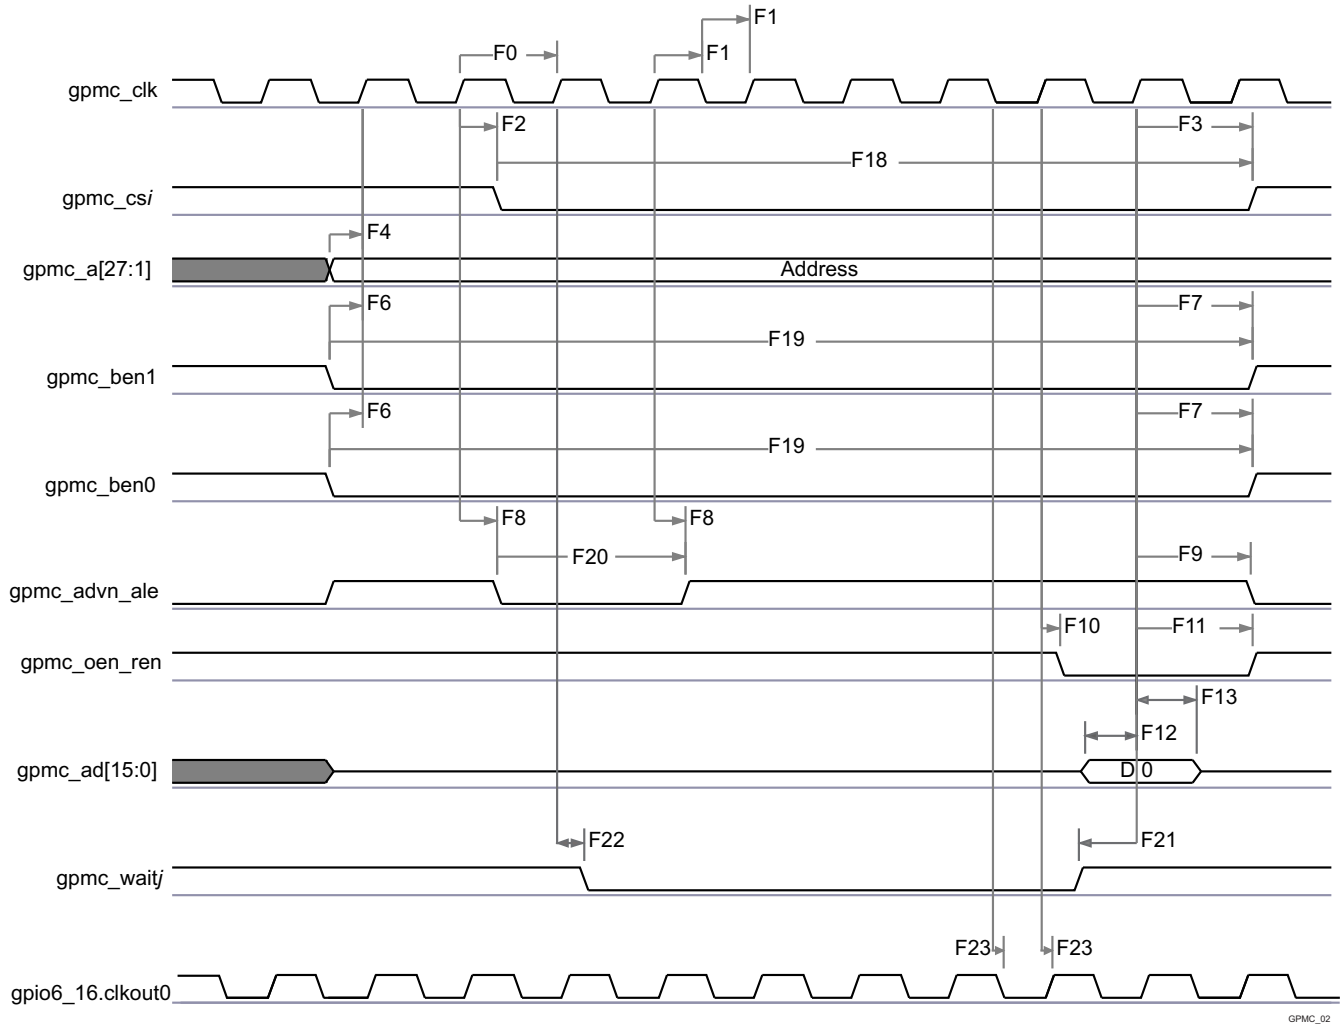 F1
F0
F1
gpmc_clk
F2
F3
F18
gpmc_csi
F4
gpmc_a[27:1]
Address
F6
F7
F19
gpmc_ben1
F6
F7
F19
gpmc_ben0
F8
F8
F20
F9
gpmc_advn_ale
F10
F11
gpmc_oen_ren
F13
F12
gpmc_ad[15:0]
D 0
F22
F21
gpmc_waitj
F23
F23
gpio6_16.clkout0
GPMC_02